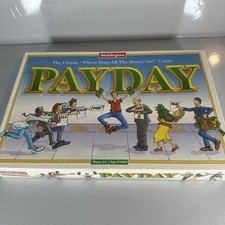 Waddingtons
The Classic "Where Does All The Money Go?" Game
PAYDAY
PAYDAY